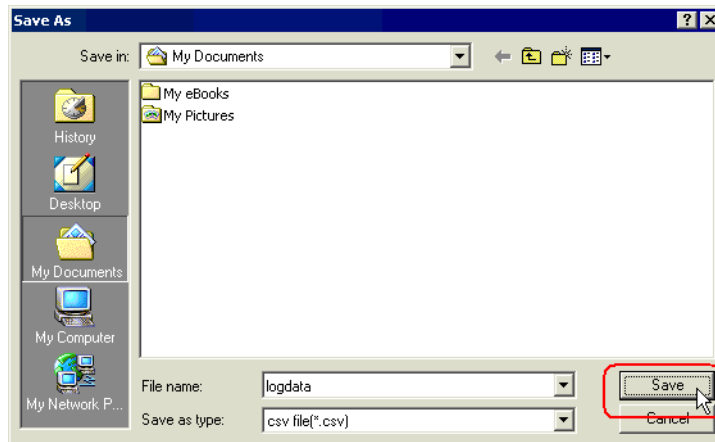 Save As
Save in: My Documents
My eBooks
My Pictures
History
Desktop
My Documents
My Computer
My Network P...
File name: logdata
Save
Save as type: csv file(*.csv)
Cancel